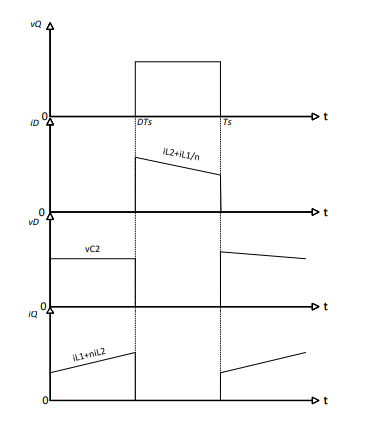 vQ
0 t
iD DTs Ts
iL2+iL1/n
0 t
vD
vC2
0 t
iQ
iL1+niL2
0 t